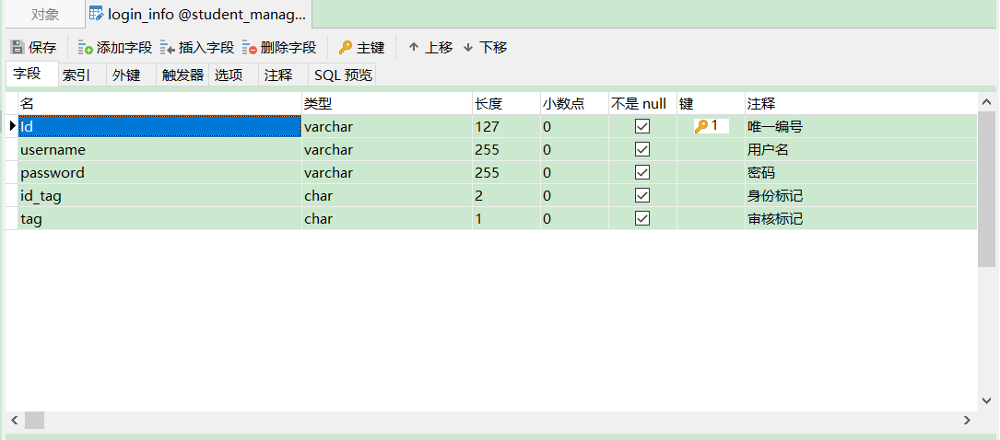 对象 login_info @student_manag...
保存 添加字段 插入字段 删除字段 主键 上移 下移
字段 索引 外键 触发器 选项 注释 SQL 预览
名 类型 长度 小数点 不是 null 键 注释
Id varchar 127 0 1 唯一编号
username varchar 255 0 用户名
password varchar 255 0 密码
id_tag char 2 0 身份标记
tag char 1 0 审核标记